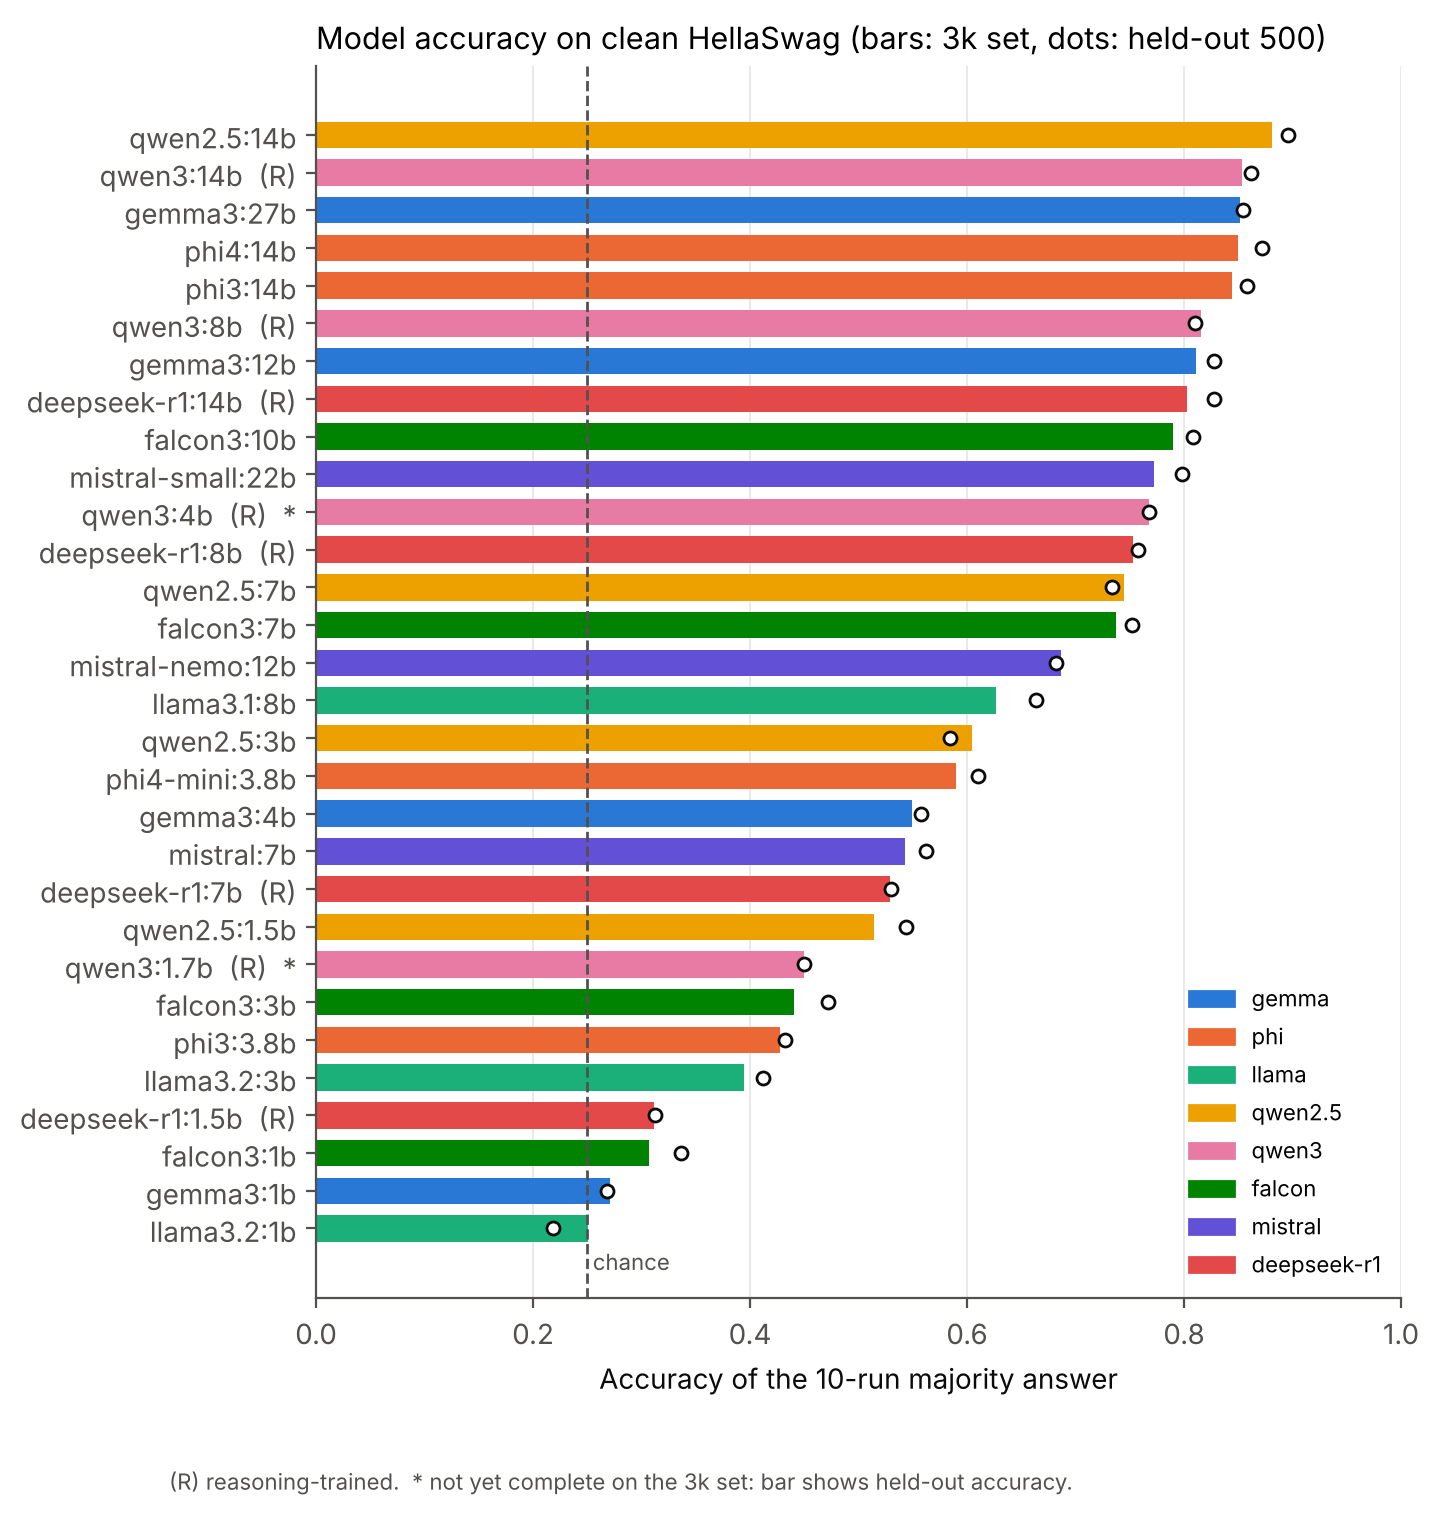 Model accuracy on clean HellaSwag (bars: 3k set, dots: held-out 500)
qwen2.5:14b
qwen3:14b (R)
gemma3:27b
phi4:14b
phi3:14b
qwen3:8b (R)
gemma3:12b
deepseek-r1:14b (R)
falcon3:10b
mistral-small:22b
qwen3:4b (R) *
deepseek-r1:8b (R)
qwen2.5:7b
falcon3:7b
mistral-nemo:12b
llama3.1:8b
qwen2.5:3b
phi4-mini:3.8b
gemma3:4b
mistral:7b
deepseek-r1:7b (R)
qwen2.5:1.5b
qwen3:1.7b (R) *
falcon3:3b
phi3:3.8b
llama3.2:3b
deepseek-r1:1.5b (R)
falcon3:1b
gemma3:1b
llama3.2:1b
chance
gemma
phi
llama
qwen2.5
qwen3
falcon
mistral
deepseek-r1
0.0 0.2 0.4 0.6 0.8 1.0
Accuracy of the 10-run majority answer
(R) reasoning-trained. * not yet complete on the 3k set: bar shows held-out accuracy.